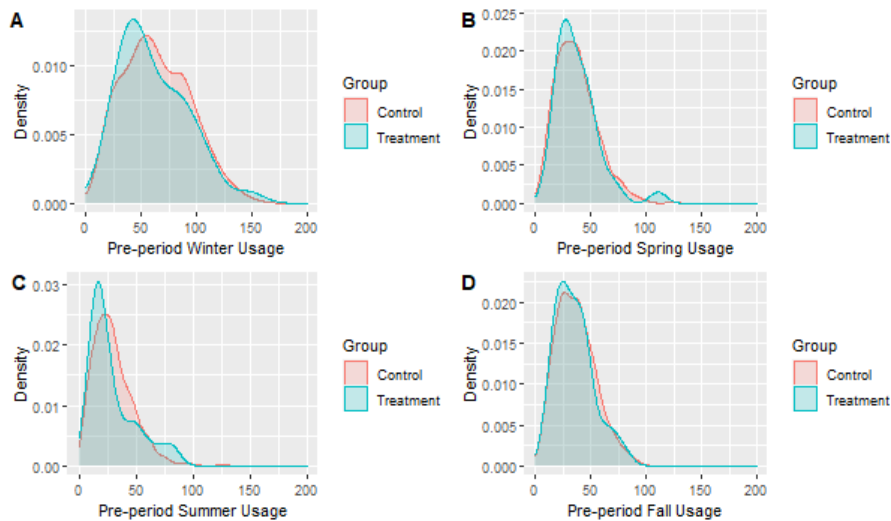 A
0.010
0.005
0.000
Density
0
50
100
150
200
Pre-period Winter Usage
Group
Control
Treatment
B
0.025
0.020
0.015
0.010
0.005
0.000
Density
0
50
100
150
200
Pre-period Spring Usage
Group
Control
Treatment
C
0.03
0.02
0.01
0.00
Density
0
50
100
150
200
Pre-period Summer Usage
Group
Control
Treatment
D
0.020
0.015
0.010
0.005
0.000
Density
0
50
100
150
200
Pre-period Fall Usage
Group
Control
Treatment